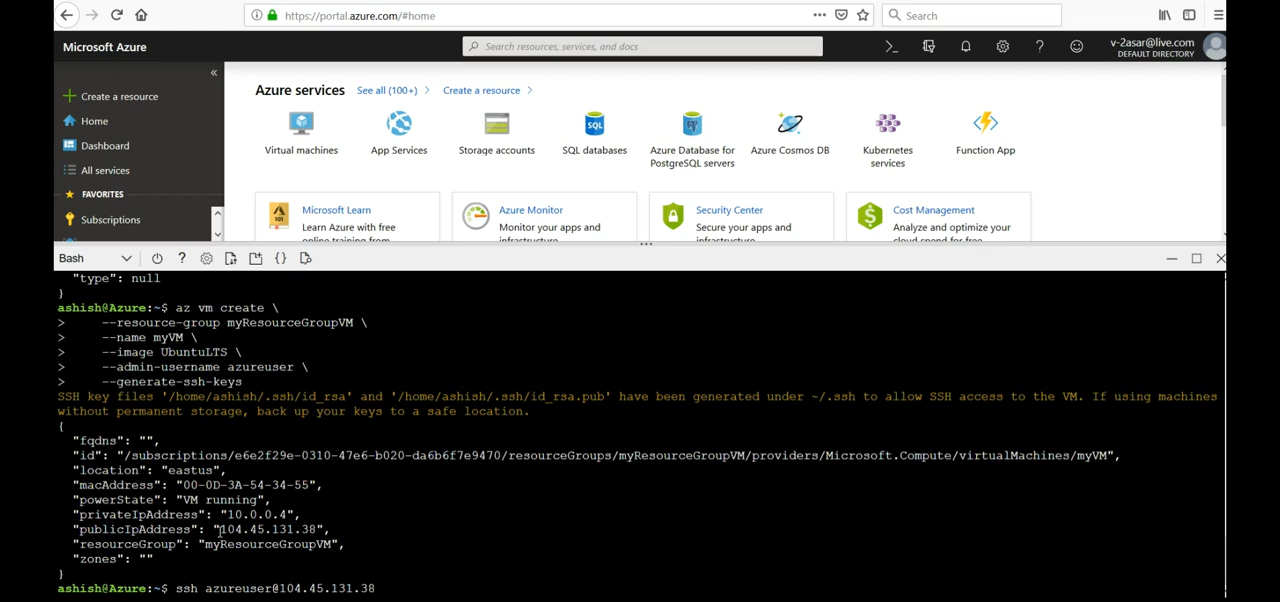 https://portal.azure.com/#home
Search
Microsoft Azure
Search resources, services, and docs
v-2asar@live.com
DEFAULT DIRECTORY
Create a resource
Home
Dashboard
All services
FAVORITES
Subscriptions
Azure services
See all (100+)
Create a resource
Virtual machines
App Services
Storage accounts
SQL databases
Azure Database for PostgreSQL servers
Azure Cosmos DB
Kubernetes services
Function App
Microsoft Learn
Learn Azure with free
online training from
Azure Monitor
Monitor your apps and
infrastructure
Security Center
Secure your apps and
infrastructure
Cost Management
Analyze and optimize your
cloud spend for free
Bash
"type": null
}
ashish@Azure:~$ az vm create \
> --resource-group myResourceGroupVM \
> --name myVM \
> --image UbuntuLTS \
> --admin-username azureuser \
> --generate-ssh-keys
SSH key files '/home/ashish/.ssh/id_rsa' and '/home/ashish/.ssh/id_rsa.pub' have been generated under ~/.ssh to allow SSH access to the VM. If using machines
without permanent storage, back up your keys to a safe location.
{
"fqdns": "",
"id": "/subscriptions/e6e2f29e-0310-47e6-b020-da6b6f7e9470/resourceGroups/myResourceGroupVM/providers/Microsoft.Compute/virtualMachines/myVM",
"location": "eastus",
"macAddress": "00-0D-3A-54-34-55",
"powerState": "VM running",
"privateIpAddress": "10.0.0.4",
"publicIpAddress": "104.45.131.38",
"resourceGroup": "myResourceGroupVM",
"zones": ""
}
ashish@Azure:~$ ssh azureuser@104.45.131.38